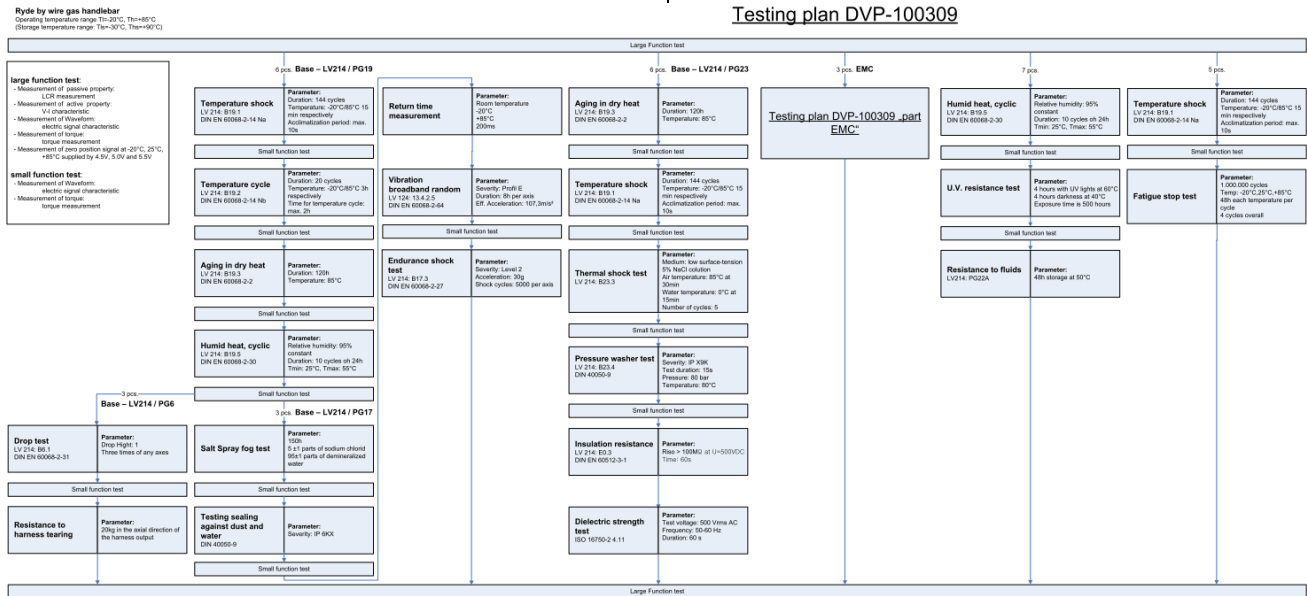 Ryde by wire gas handlebar
Operating temperature range Tl=-20°C, Th=+85°C
(Storage temperature range: Tls=-30°C, Ths=+90°C)
Testing plan DVP-100309
Large Function test
large function test:
- Measurement of passive property:
LCR measurement
- Measurement of active property:
V-I characteristic
- Measurement of Waveform:
electric signal characteristic
- Measurement of torque:
torque measurement
- Measurement of zero position signal at -20°C, 25°C,
+85°C supplied by 4.5V, 5.0V and 5.5V
small function test:
- Measurement of Waveform:
electric signal characteristic
- Measurement of torque:
torque measurement
6 pcs. Base – LV214 / PG19
Temperature shock
LV 214: B19.1
DIN EN 60068-2-14 Na
Parameter:
Duration: 144 cycles
Temperature: -20°C/85°C 15
min respectively
Acclimatization period: max.
10s
Small function test
Temperature cycle
LV 214: B19.2
DIN EN 60068-2-14 Nb
Parameter:
Duration: 20 cycles
Temperature: -20°C/85°C 3h
respectively
Time for temperature cycle:
max. 2h
Small function test
Aging in dry heat
LV 214: B19.3
DIN EN 60068-2-2
Parameter:
Duration: 120h
Temperature: 85°C
Small function test
Humid heat, cyclic
LV 214: B19.5
DIN EN 60068-2-30
Parameter:
Relative humidity: 95%
constant
Duration: 10 cycles sh 24h
Tmin: 25°C, Tmax: 55°C
Small function test
3 pcs.
Base – LV214 / PG6
Drop test
LV 214: B6.1
DIN EN 60068-2-31
Parameter:
Drop Hight: 1
Three times of any axes
Small function test
Resistance to
harness tearing
Parameter:
20kg in the axial direction of
the harness output
3 pcs. Base – LV214 / PG17
Salt Spray fog test
Parameter:
150h
5 ±1 parts of sodium chlorid
95±1 parts of demineralized
water
Small function test
Testing sealing
against dust and
water
DIN 40050-9
Parameter:
Severity: IP 6KX
Small function test
Return time
measurement
Parameter:
Room temperature
-20°C
+85°C
200ms
Small function test
Vibration
broadband random
LV 124: 13.4.2.5
DIN EN 60068-2-64
Parameter:
Severity: Profil E
Duration: 8h per axis
Eff. Acceleration: 107,3m/s²
Small function test
Endurance shock
test
LV 214: B17.3
DIN EN 60068-2-27
Parameter:
Severity: Level 2
Acceleration: 30g
Shock cycles: 5000 per axis
6 pcs. Base – LV214 / PG23
Aging in dry heat
LV 214: B19.3
DIN EN 60068-2-2
Parameter:
Duration: 120h
Temperature: 85°C
Small function test
Temperature shock
LV 214: B19.1
DIN EN 60068-2-14 Na
Parameter:
Duration: 144 cycles
Temperature: -20°C/85°C 15
min respectively
Acclimatization period: max.
10s
Small function test
Thermal shock test
LV 214: B23.3
Parameter:
Medium: low surface-tension
5% NaCl colution
Air temperature: 85°C at
30min
Water temperature: 0°C at
15min
Number of cycles: 5
Small function test
Pressure washer test
LV 214: B23.4
DIN 40050-9
Parameter:
Severity: IP X9K
Test duration: 15s
Pressure: 80 bar
Temperature: 80°C
Small function test
Insulation resistance
LV 214: E0.3
DIN EN 60512-3-1
Parameter:
Riso > 100MΩ at U=500VDC
Time: 60s
Dielectric strength
test
ISO 16750-2 4.11
Parameter:
Test voltage: 500 Vrms AC
Frequency: 50-60 Hz
Duration: 60 s
3 pcs. EMC
Testing plan DVP-100309 „part
EMC“
7 pcs.
Humid heat, cyclic
LV 214: B19.5
DIN EN 60068-2-30
Parameter:
Relative humidity: 95%
constant
Duration: 10 cycles sh 24h
Tmin: 25°C, Tmax: 55°C
Small function test
U.V. resistance test
Parameter:
4 hours with UV lights at 60°C
4 hours darkness at 40°C
Exposure time is 500 hours
Small function test
Resistance to fluids
LV214: PG22A
Parameter:
48h storage at 50°C
5 pcs.
Temperature shock
LV 214: B19.1
DIN EN 60068-2-14 Na
Parameter:
Duration: 144 cycles
Temperature: -20°C/85°C 15
min respectively
Acclimatization period: max.
10s
Small function test
Fatigue stop test
Parameter:
1.000.000 cycles
Temp: -20°C,25°C,+85°C
48h each temperature per
cycle
4 cycles overall
Small function test
Large Function test